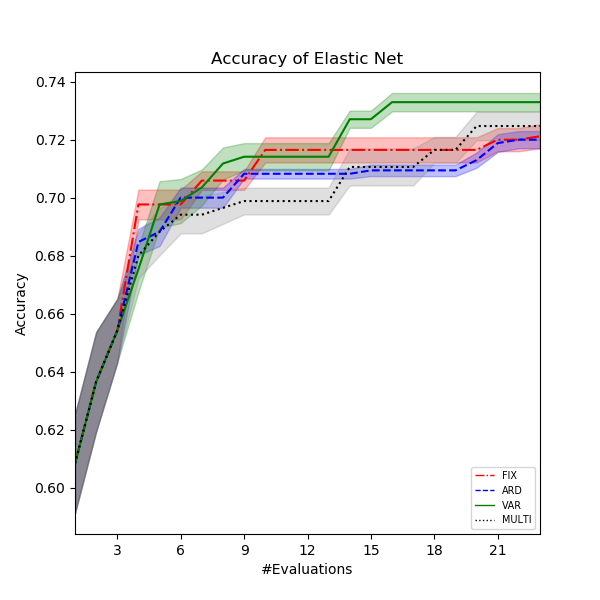 Accuracy of Elastic Net
Accuracy
0.74
0.72
0.70
0.68
0.66
0.64
0.62
0.60
3 6 9 12 15 18 21
#Evaluations
FIX
ARD
VAR
MULTI